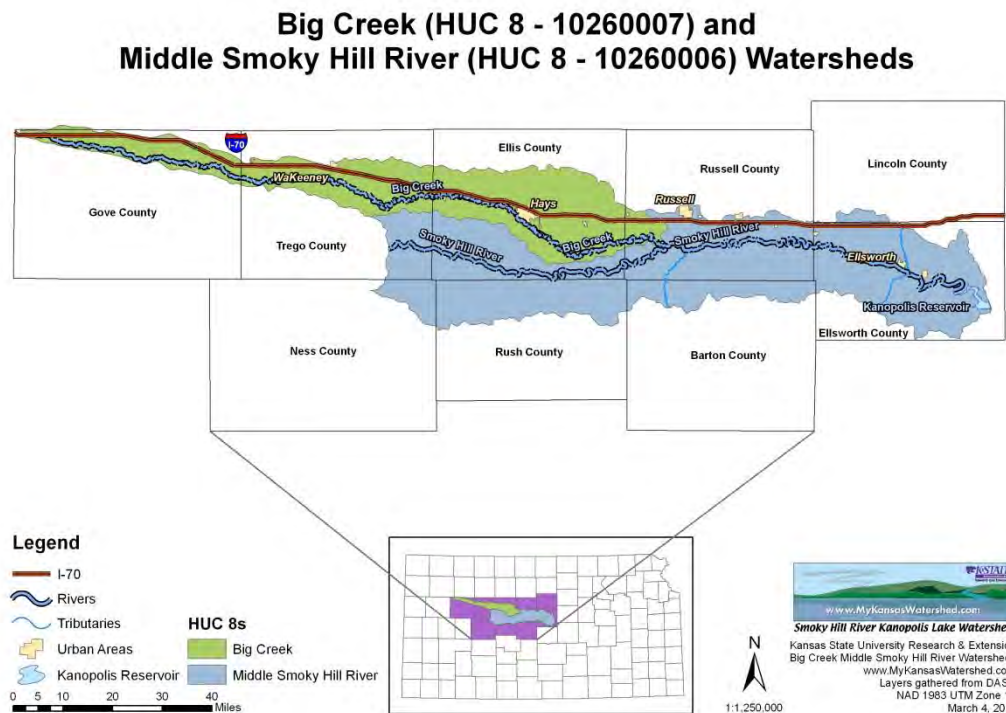 Big Creek (HUC 8 - 10260007) and
Middle Smoky Hill River (HUC 8 - 10260006) Watersheds
I-70
Ellis County
Russell County
Lincoln County
WaKeeney
Big Creek
Hays
Russell
Gove County
Trego County
Smoky Hill River
Big Creek
Smoky Hill River
Ellsworth
Kanopolis Reservoir
Ness County
Rush County
Barton County
Ellsworth County
Legend
I-70
Rivers
Tributaries
HUC 8s
Urban Areas
Big Creek
Kanopolis Reservoir
Middle Smoky Hill River
0 5 10 20 30 40
Miles
N
1:1,250,000
K-STATE
www.MyKansasWatershed.com
Smoky Hill River Kanopolis Lake Watershe
Kansas State University Research & Extensio
Big Creek Middle Smoky Hill River Watershe
www.MyKansasWatershed.co
Layers gathered from DAS
NAD 1983 UTM Zone
March 4, 20